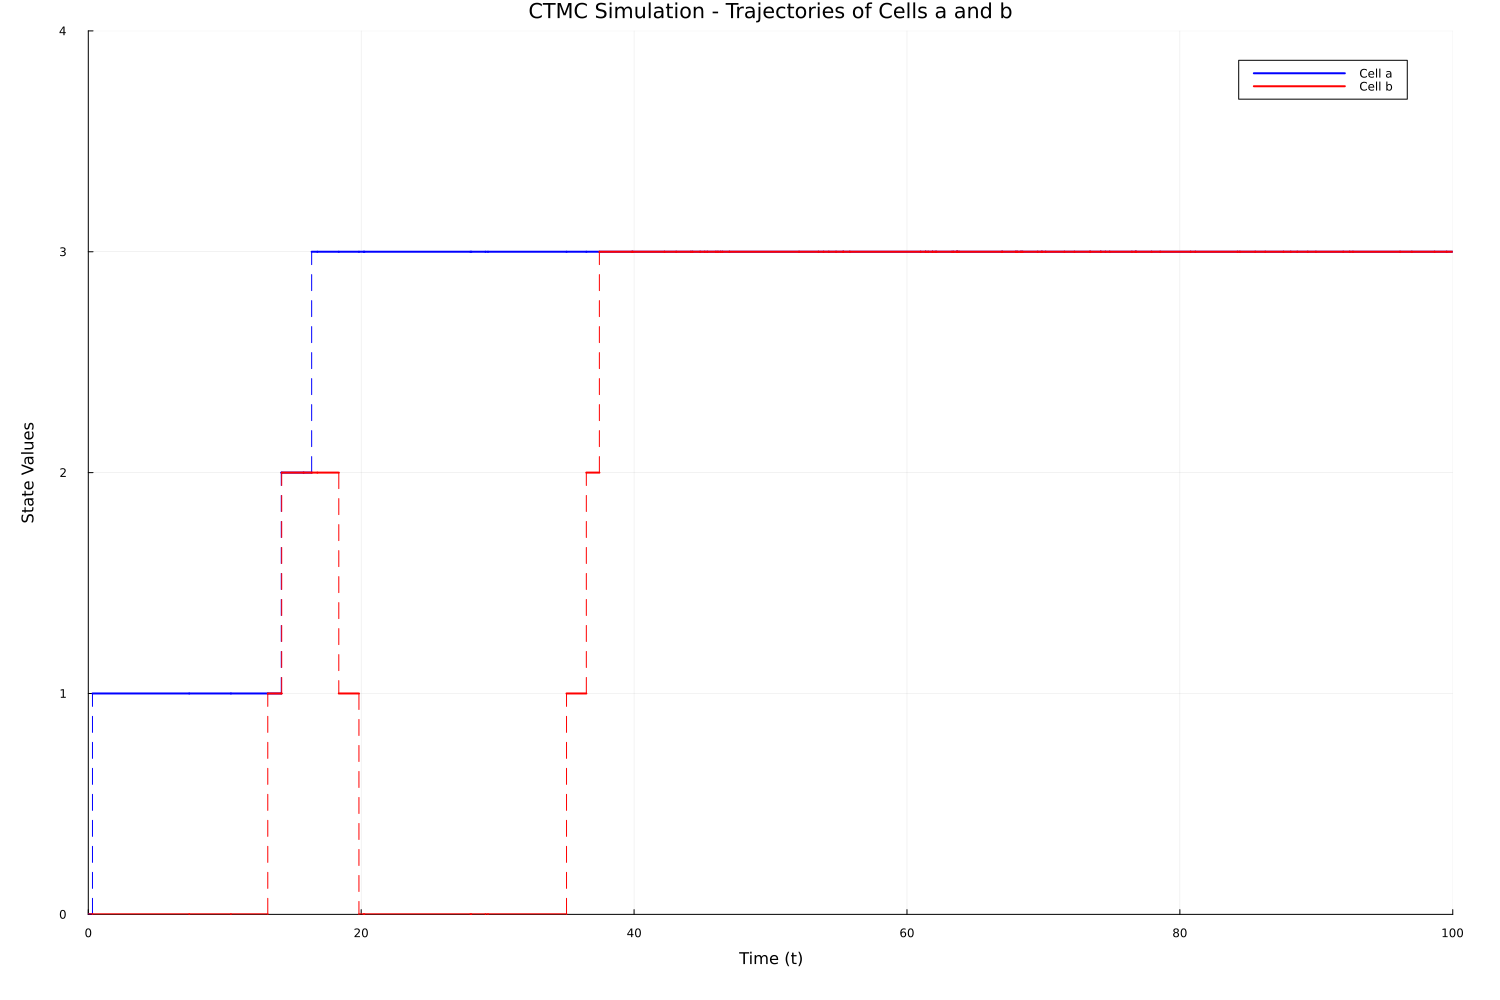 CTMC Simulation - Trajectories of Cells a and b
Cell a
Cell b
State Values
4
3
2
1
0
0 20 40 60 80 100
Time (t)